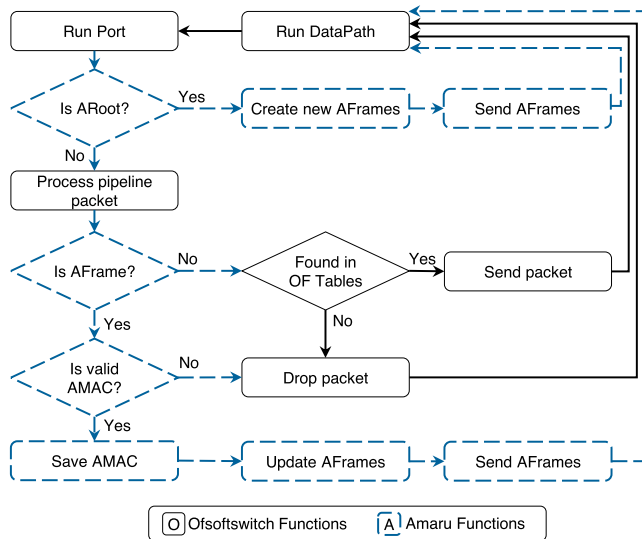 Run Port
Run DataPath
Is ARoot?
Yes
Create new AFrames
Send AFrames
No
Process pipeline
packet
Is AFrame?
No
Found in
OF Tables
Yes
Send packet
Yes
No
Is valid
AMAC?
No
Drop packet
Yes
Save AMAC
Update AFrames
Send AFrames
O Ofsoftswitch Functions
A Amaru Functions